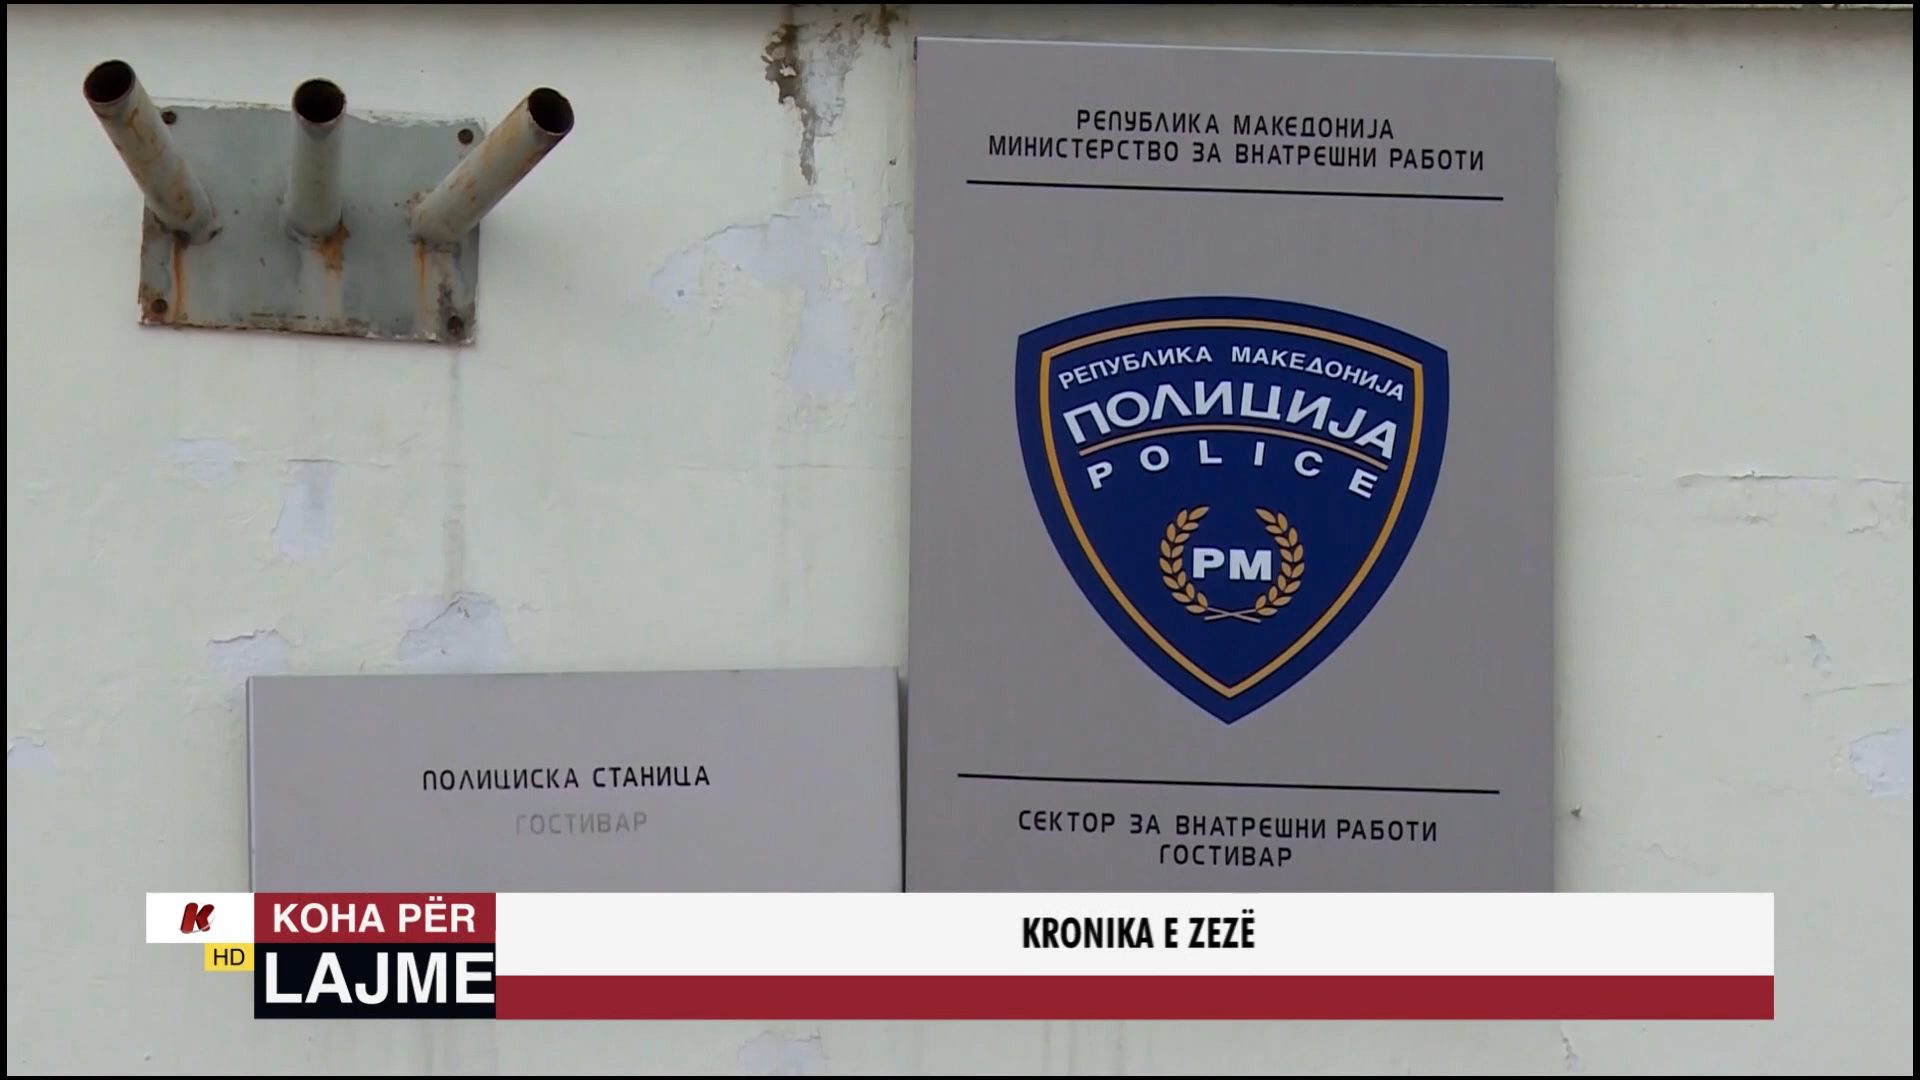 РЕПУБЛИКА МАКЕДОНИЈА
МИНИСТЕРСТВО ЗА ВНАТРЕШНИ РАБОТИ
РЕПУБЛИКА МАКЕДОНИЈА
ПОЛИЦИЈА
POLICE
РМ
СЕКТОР ЗА ВНАТРЕШНИ РАБОТИ
ГОСТИВАР
ПОЛИЦИСКА СТАНИЦА
ГОСТИВАР
K
HD
KOHA PËR
LAJME
KRONIKA E ZEZË